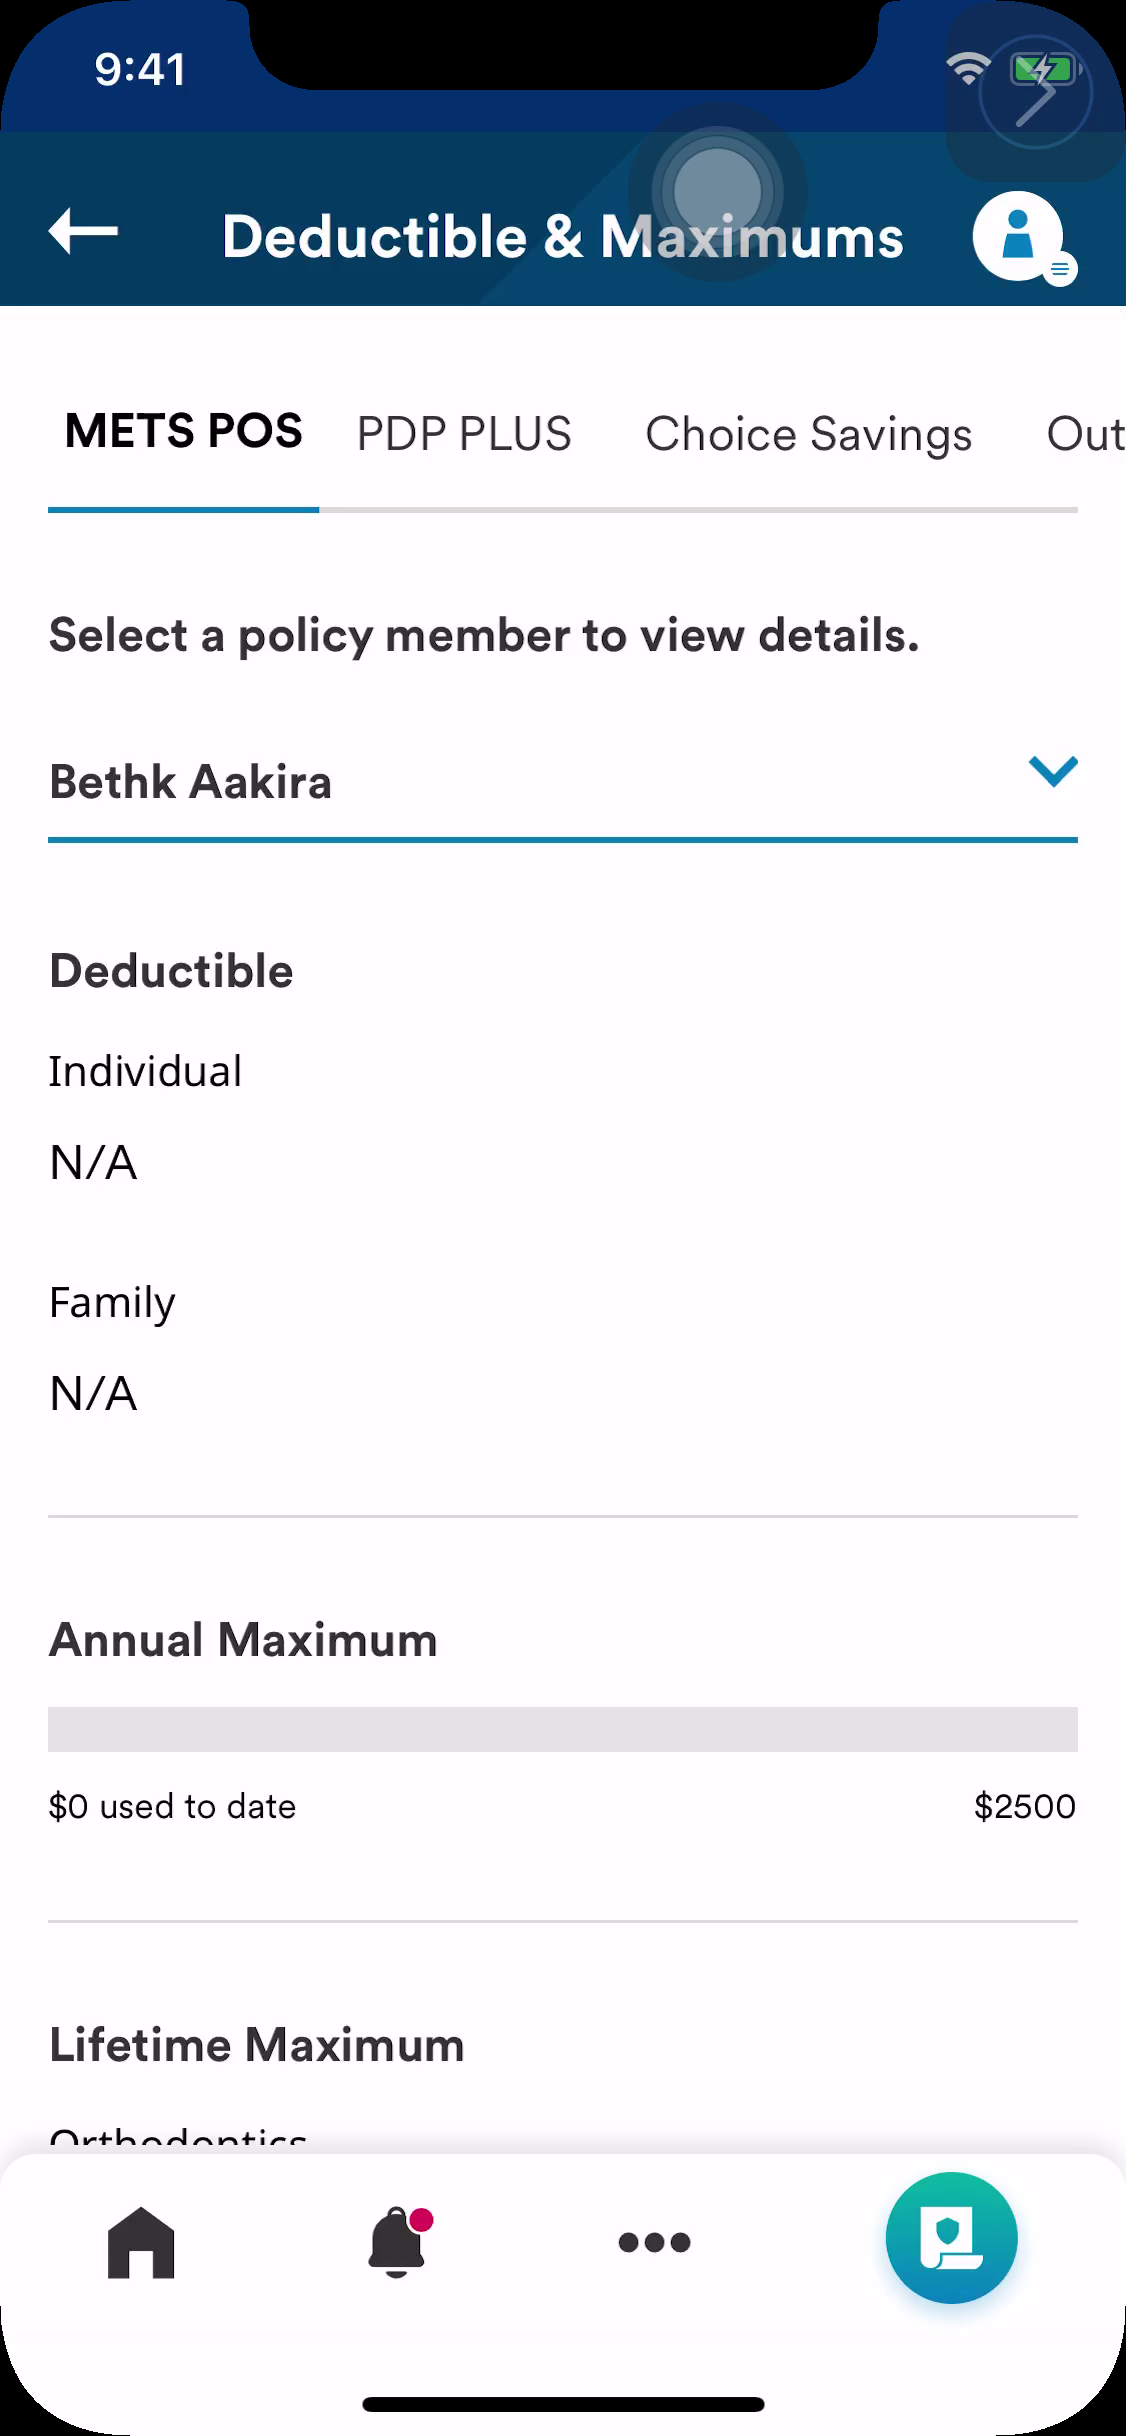 9:41
Deductible & Maximums
METS POS PDP PLUS Choice Savings Out
Select a policy member to view details.
Bethk Aakira
Deductible
Individual
N/A
Family
N/A
Annual Maximum
$0 used to date $2500
Lifetime Maximum
Orthodontics